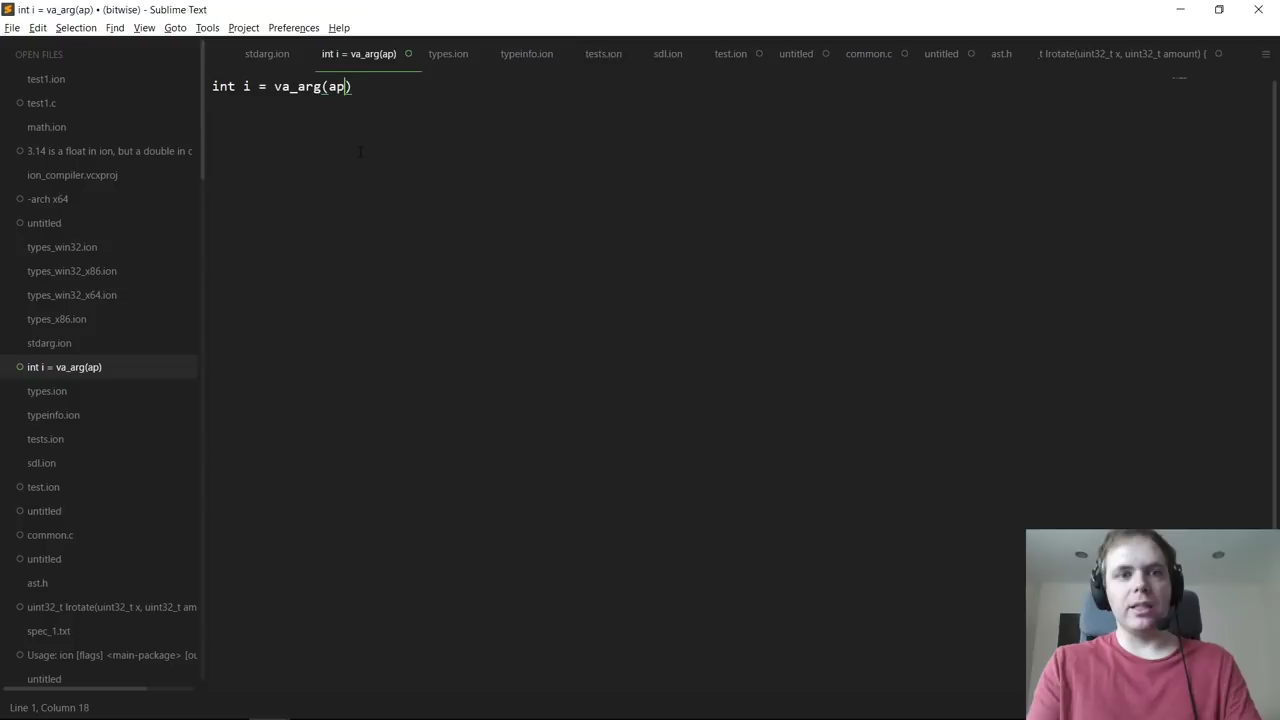 int i = va_arg(ap) • (bitwise) - Sublime Text
File Edit Selection Find View Goto Tools Project Preferences Help
OPEN FILES
stdarg.ion int i = va_arg(ap) types.ion typeinfo.ion tests.ion sdl.ion test.ion untitled common.c untitled ast.h _t lrotate(uint32_t x, uint32_t amount) {
int i = va_arg(ap)
test1.ion
test1.c
math.ion
3.14 is a float in ion, but a double in c
ion_compiler.vcxproj
-arch x64
untitled
types_win32.ion
types_win32_x86.ion
types_win32_x64.ion
types_x86.ion
stdarg.ion
int i = va_arg(ap)
types.ion
typeinfo.ion
tests.ion
sdl.ion
test.ion
untitled
common.c
untitled
ast.h
uint32_t lrotate(uint32_t x, uint32_t am
spec_1.txt
Usage: ion [flags] <main-package> [ou
untitled
Line 1, Column 18